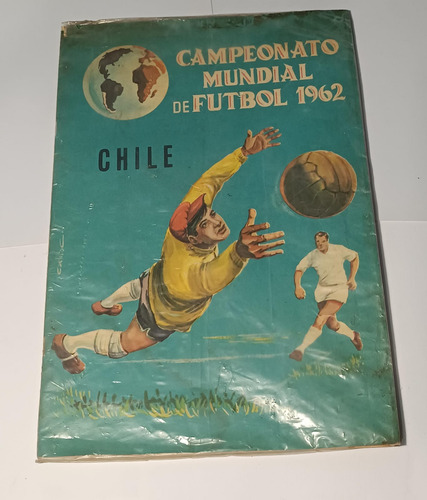 CAMPEONATO
MUNDIAL
DE FUTBOL 1962
CHILE